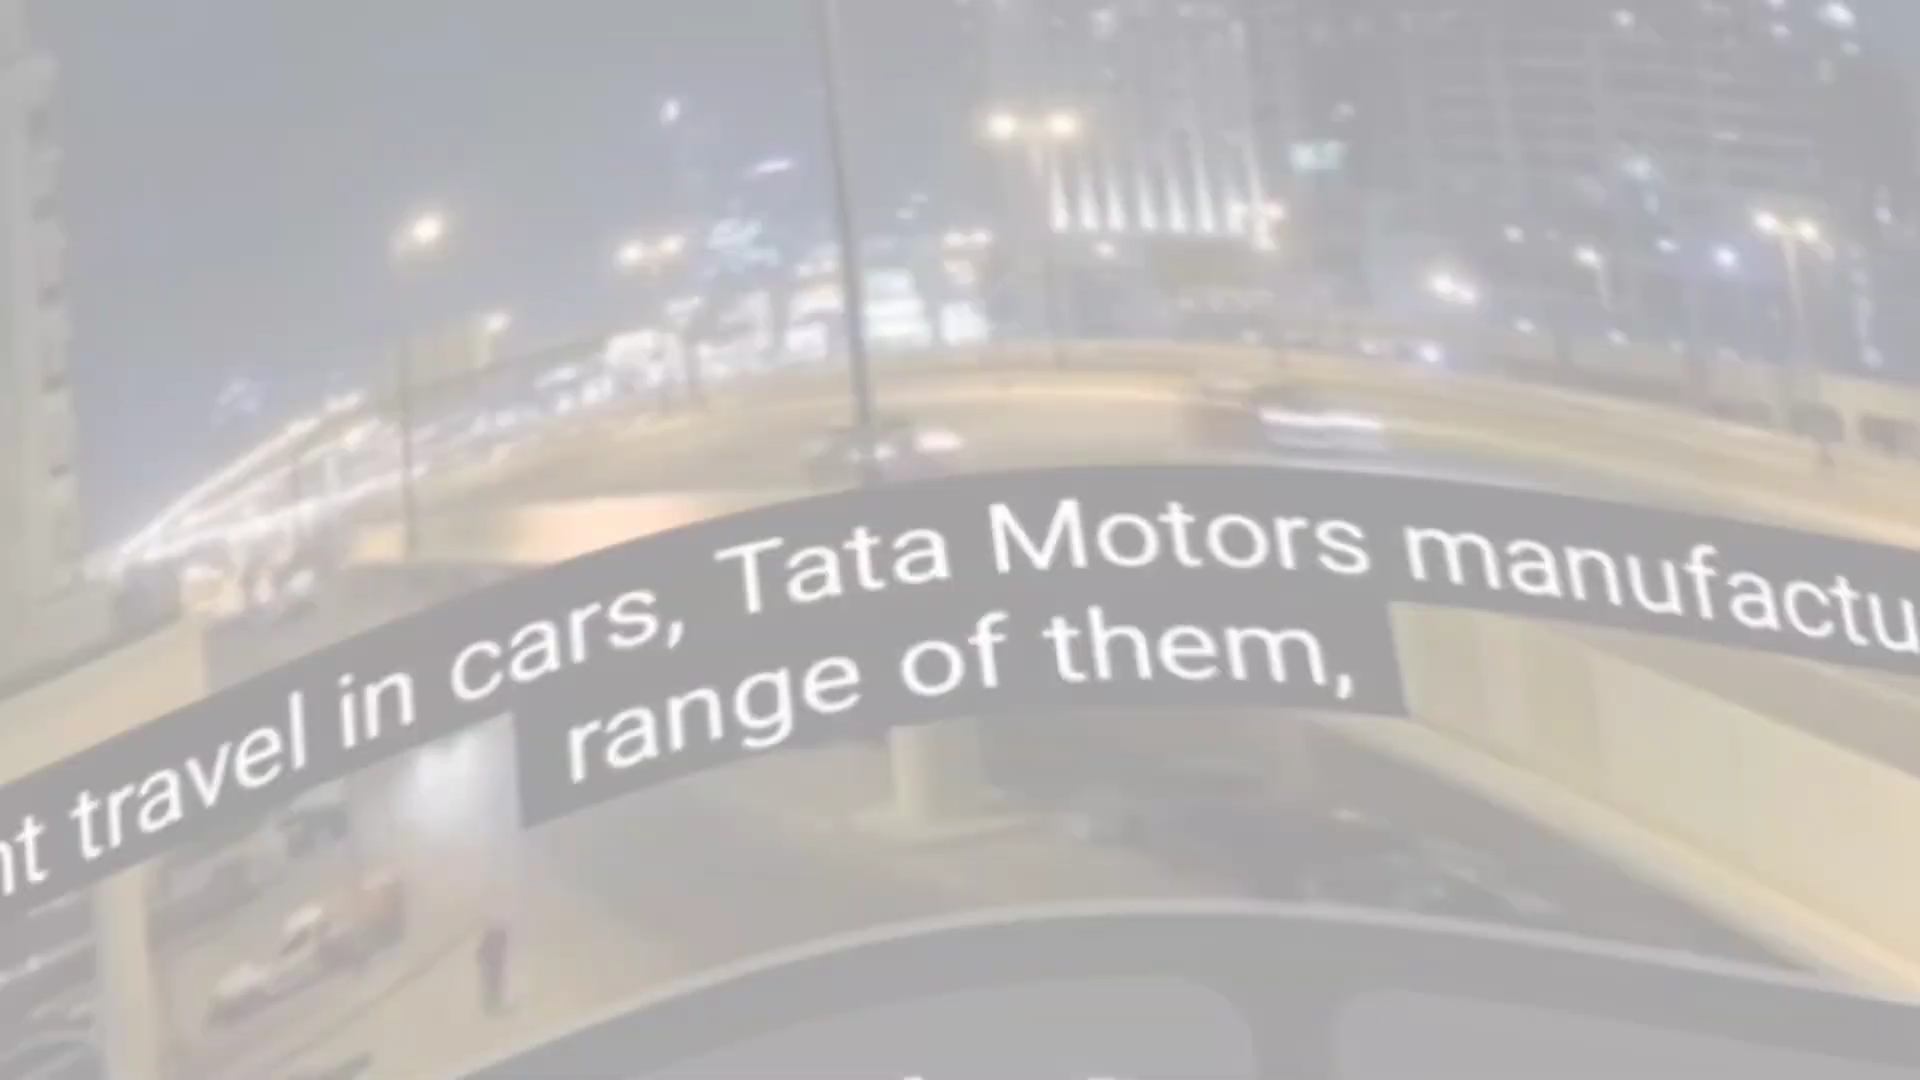 travel in cars, Tata Motors
range of them,